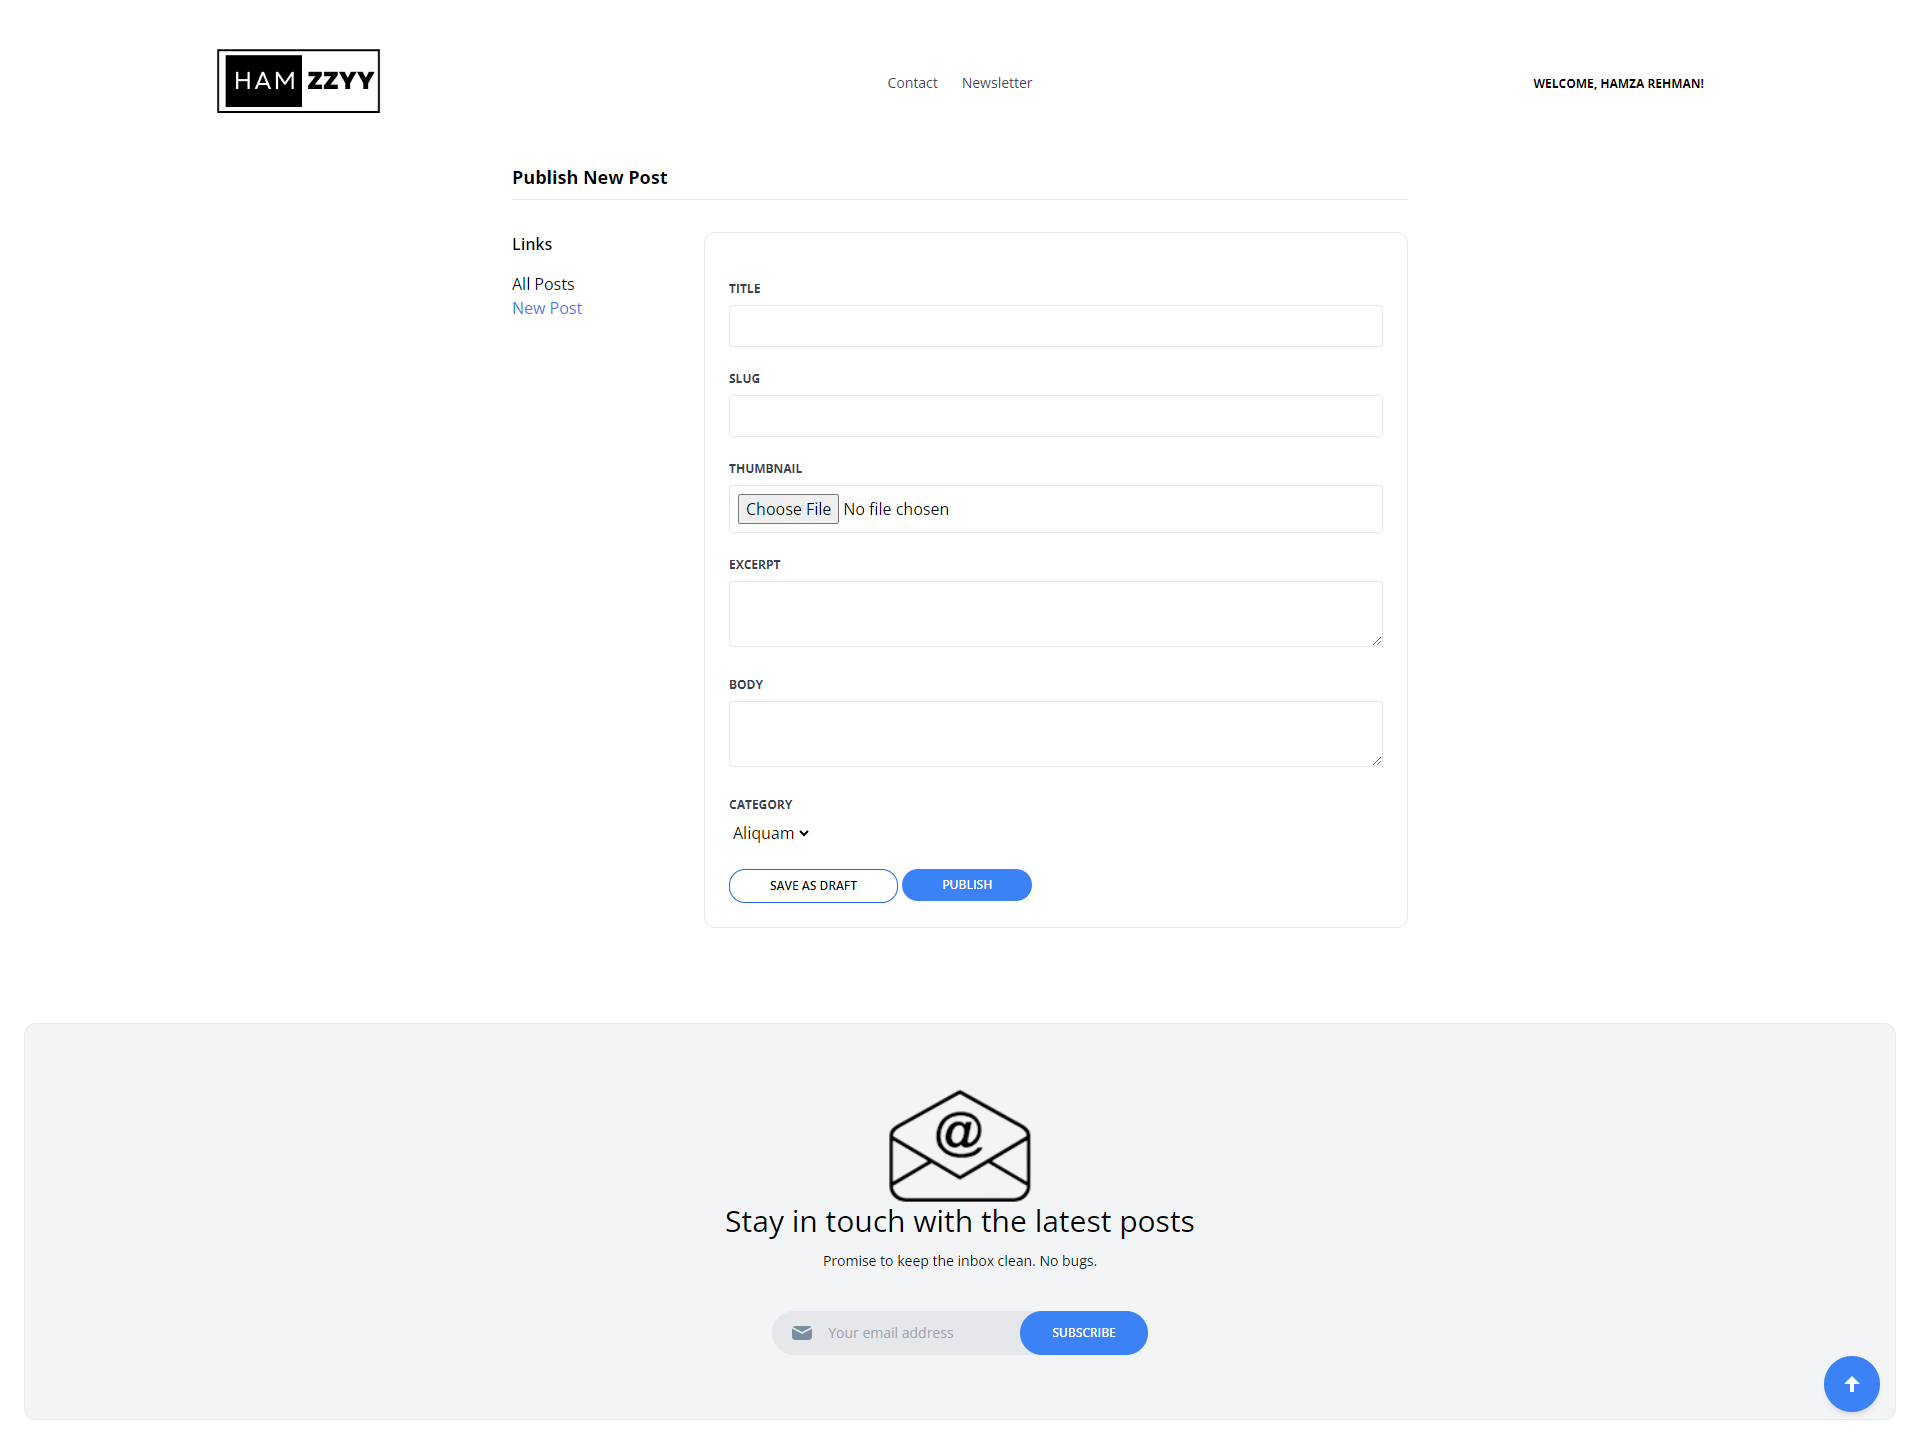 HAM ZZYY
Contact Newsletter
WELCOME, HAMZA REHMAN!
Publish New Post
Links
All Posts
New Post
TITLE
SLUG
THUMBNAIL
Choose File No file chosen
EXCERPT
BODY
CATEGORY
Aliquam
SAVE AS DRAFT PUBLISH
@
Stay in touch with the latest posts
Promise to keep the inbox clean. No bugs.
Your email address SUBSCRIBE